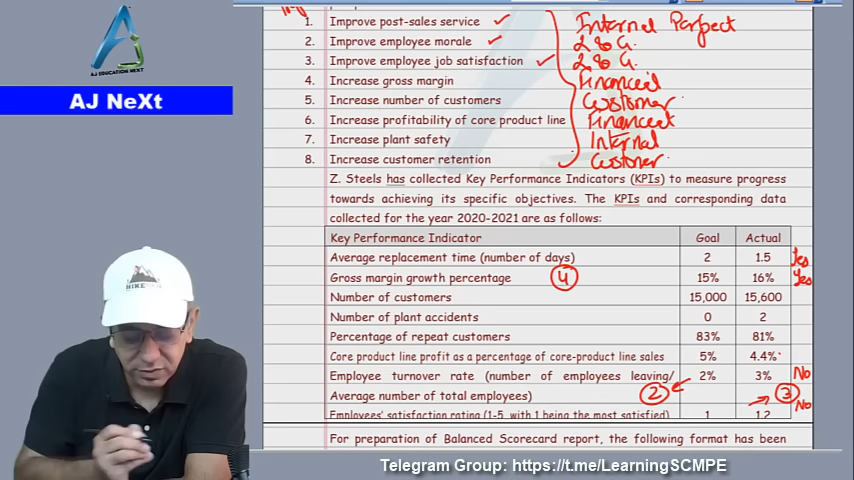 AJ EDUCATION NEXT
AJ NeXt
1. Improve post-sales service ✓ Internal Perfect
2. Improve employee morale ✓ L & G.
3. Improve employee job satisfaction ✓ L & G.
4 Increase gross margin Financial
5. Increase number of customers Customer
6. Increase profitability of core product line Financial
7. Increase plant safety Internal
8. Increase customer retention Customer
Z. Steels has collected Key Performance Indicators (KPIs) to measure progress
towards achieving its specific objectives. The KPIs and corresponding data
collected for the year 2020-2021 are as follows:
Key Performance Indicator Goal Actual
Average replacement time (number of days) 2 1.5 Yes
Gross margin growth percentage 4 15% 16% Yes
Number of customers 15,000 15,600
Number of plant accidents 0 2
Percentage of repeat customers 83% 81%
Core product line profit as a percentage of core-product line sales 5% 4.4%
Employee turnover rate (number of employees leaving/ 2% 3% No
Average number of total employees) 2 3
Employees' satisfaction rating (1-5, with 1 being the most satisfied) 1 1.2 No
For preparation of Balanced Scorecard report, the following format has been
Telegram Group: https://t.me/LearningSCMPE